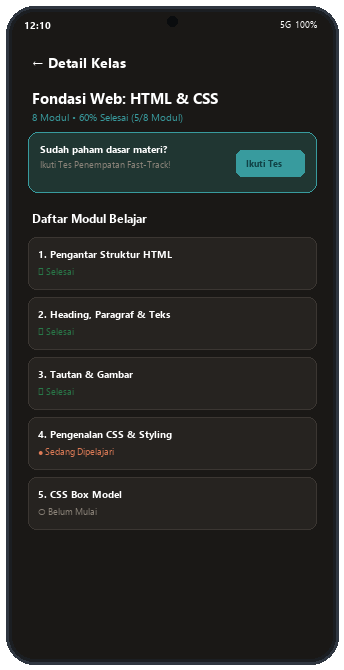 12:10
5G 100%
← Detail Kelas
Fondasi Web: HTML & CSS
8 Modul • 60% Selesai (5/8 Modul)
Sudah paham dasar materi?
Ikuti Tes Penempatan Fast-Track!
Ikuti Tes
Daftar Modul Belajar
1. Pengantar Struktur HTML
▯ Selesai
2. Heading, Paragraf & Teks
▯ Selesai
3. Tautan & Gambar
▯ Selesai
4. Pengenalan CSS & Styling
● Sedang Dipelajari
5. CSS Box Model
○ Belum Mulai